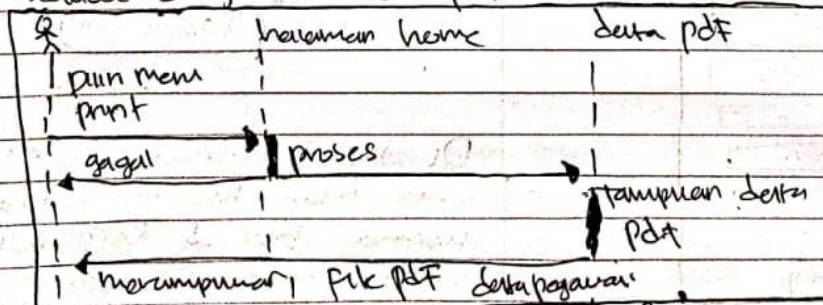 halaman home data pdf
pilih menu
print
gagal proses
tampilan data
pdf
menampilkan file pdf data pegawai